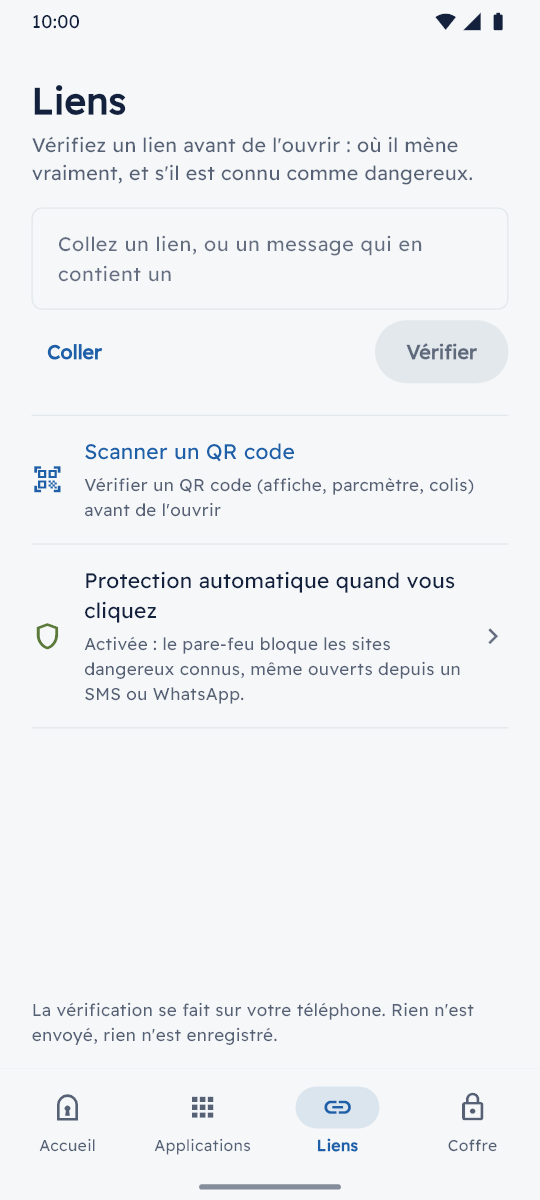 10:00
Liens
Vérifiez un lien avant de l'ouvrir : où il mène
vraiment, et s'il est connu comme dangereux.
Collez un lien, ou un message qui en
contient un
Coller
Vérifier
Scanner un QR code
Vérifier un QR code (affiche, parcmètre, colis)
avant de l'ouvrir
Protection automatique quand vous
cliquez
Activée : le pare-feu bloque les sites
dangereux connus, même ouverts depuis un
SMS ou WhatsApp.
La vérification se fait sur votre téléphone. Rien n'est
envoyé, rien n'est enregistré.
Accueil
Applications
Liens
Coffre